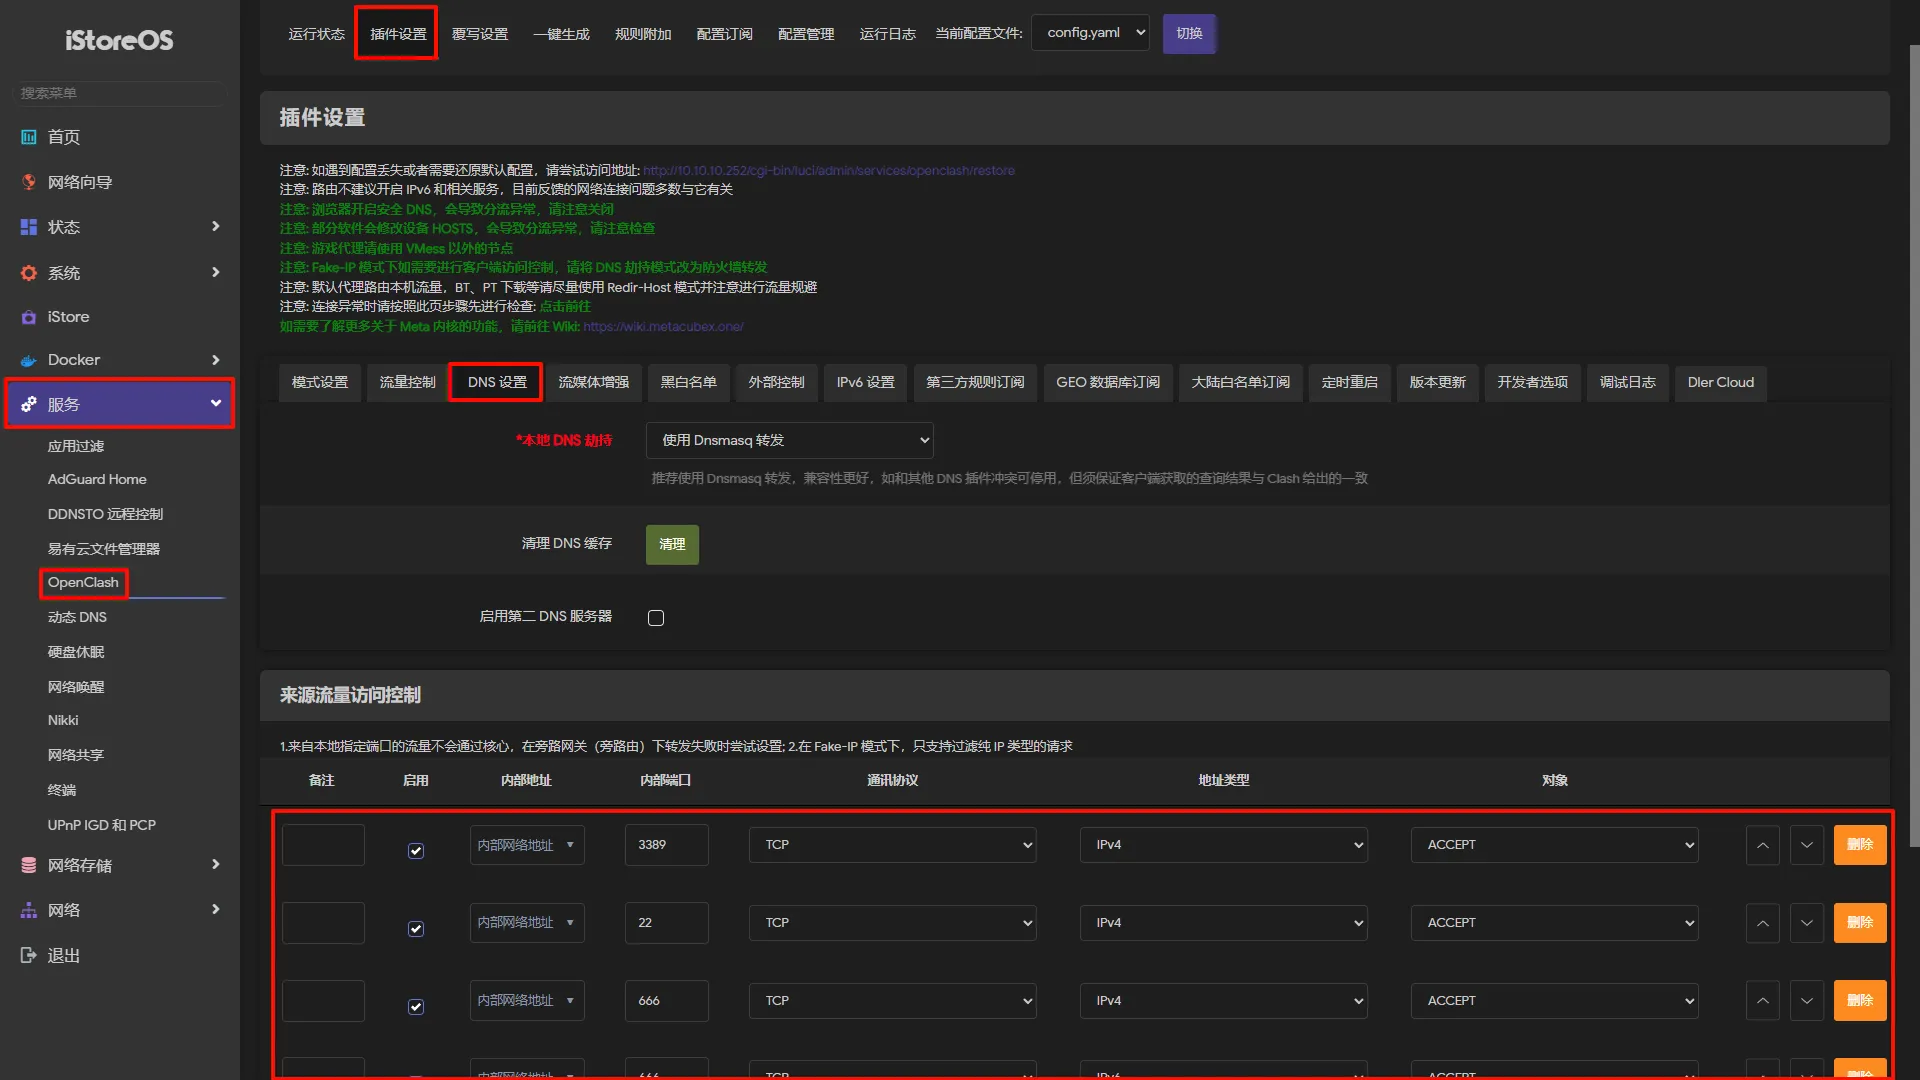 iStoreOS
搜索菜单
首页
网络向导
状态
系统
iStore
Docker
服务
应用过滤
AdGuard Home
DDNSTO 远程控制
易有云文件管理器
OpenClash
动态 DNS
硬盘休眠
网络唤醒
Nikki
网络共享
终端
UPnP IGD 和 PCP
网络存储
网络
退出
运行状态 插件设置 覆写设置 一键生成 规则附加 配置订阅 配置管理 运行日志 当前配置文件: config.yaml 切换
插件设置
注意: 如遇到配置丢失或者需要还原默认配置，请尝试访问地址: http://10.10.10.252/cgi-bin/luci/admin/services/openclash/restore
注意: 路由不建议开启 IPv6 和相关服务，目前反馈的网络连接问题多数与它有关
注意: 浏览器开启安全 DNS，会导致分流异常，请注意关闭
注意: 部分软件会修改设备 HOSTS，会导致分流异常，请注意检查
注意: 游戏代理请使用 VMess 以外的节点
注意: Fake-IP 模式下如需要进行客户端访问控制，请将 DNS 劫持模式改为防火墙转发
注意: 默认代理路由本机流量，BT、PT 下载等请尽量使用 Redir-Host 模式并注意进行流量规避
注意: 连接异常时请按照此页步骤先进行检查: 点击前往
如需要了解更多关于 Meta 内核的功能，请前往 Wiki: https://wiki.metacubex.one/
模式设置 流量控制 DNS 设置 流媒体增强 黑白名单 外部控制 IPv6 设置 第三方规则订阅 GEO 数据库订阅 大陆白名单订阅 定时重启 版本更新 开发者选项 调试日志 Dler Cloud
*本地 DNS 劫持 使用 Dnsmasq 转发
推荐使用 Dnsmasq 转发，兼容性更好，如和其他 DNS 插件冲突可停用，但须保证客户端获取的查询结果与 Clash 给出的一致
清理 DNS 缓存 清理
启用第二 DNS 服务器
来源流量访问控制
1.来自本地指定端口的流量不会通过核心，在旁路网关（旁路由）下转发失败时尝试设置; 2.在 Fake-IP 模式下，只支持过滤纯 IP 类型的请求
备注 启用 内部地址 内部端口 通讯协议 地址类型 对象
内部网络地址 3389 TCP IPv4 ACCEPT 删除
内部网络地址 22 TCP IPv4 ACCEPT 删除
内部网络地址 666 TCP IPv4 ACCEPT 删除
内部网络地址 666 TCP IPv6 ACCEPT 删除